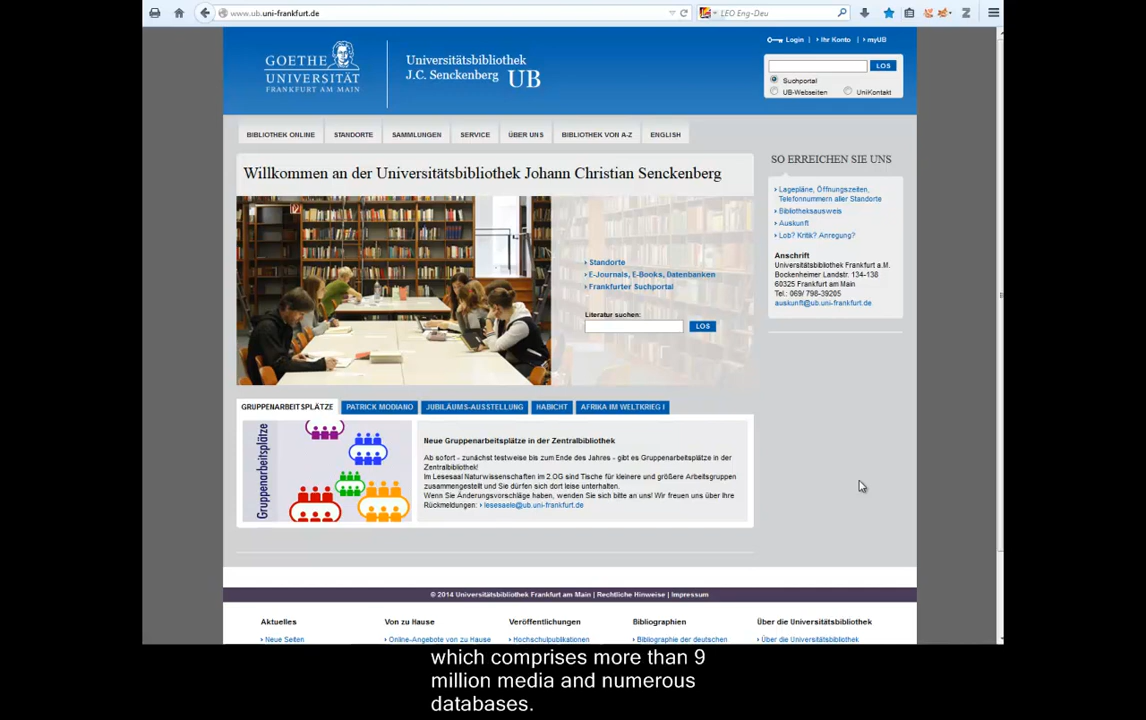 www.ub.uni-frankfurt.de
LEO Eng-Deu
GOETHE
UNIVERSITÄT
FRANKFURT AM MAIN
Universitätsbibliothek
J.C. Senckenberg UB
Login Ihr Konto myUB
LOS
Suchportal
UB-Webseiten UniKontakt
BIBLIOTHEK ONLINE STANDORTE SAMMLUNGEN SERVICE ÜBER UNS BIBLIOTHEK VON A-Z ENGLISH
Willkommen an der Universitätsbibliothek Johann Christian Senckenberg
Standorte
E-Journals, E-Books, Datenbanken
Frankfurter Suchportal
Literatur suchen:
LOS
SO ERREICHEN SIE UNS
Lagepläne, Öffnungszeiten,
Telefonnummern aller Standorte
Bibliotheksausweis
Auskunft
Lob? Kritik? Anregung?
Anschrift
Universitätsbibliothek Frankfurt a.M.
Bockenheimer Landstr. 134-138
60325 Frankfurt am Main
Tel.: 069/ 798-39205
auskunft@ub.uni-frankfurt.de
GRUPPENARBEITSPLÄTZE PATRICK MODIANO JUBILÄUMS-AUSSTELLUNG HABICHT AFRIKA IM WELTKRIEG I
Gruppenarbeitsplätze
Neue Gruppenarbeitsplätze in der Zentralbibliothek
Ab sofort - zunächst testweise bis zum Ende des Jahres - gibt es Gruppenarbeitsplätze in der
Zentralbibliothek!
Im Lesesaal Naturwissenschaften im 2.OG sind Tische für kleinere und größere Arbeitsgruppen
zusammengestellt und Sie dürfen sich dort leise unterhalten.
Wenn Sie Änderungsvorschläge haben, wenden Sie sich bitte an uns! Wir freuen uns über Ihre
Rückmeldungen: lesesaele@ub.uni-frankfurt.de
© 2014 Universitätsbibliothek Frankfurt am Main | Rechtliche Hinweise | Impressum
Aktuelles Von zu Hause Veröffentlichungen Bibliographien Über die Universitätsbibliothek
Neue Seiten Online-Angebote von zu Hause Hochschulpublikationen Bibliographie der deutschen Über die Universitätsbibliothek
which comprises more than 9
million media and numerous
databases.